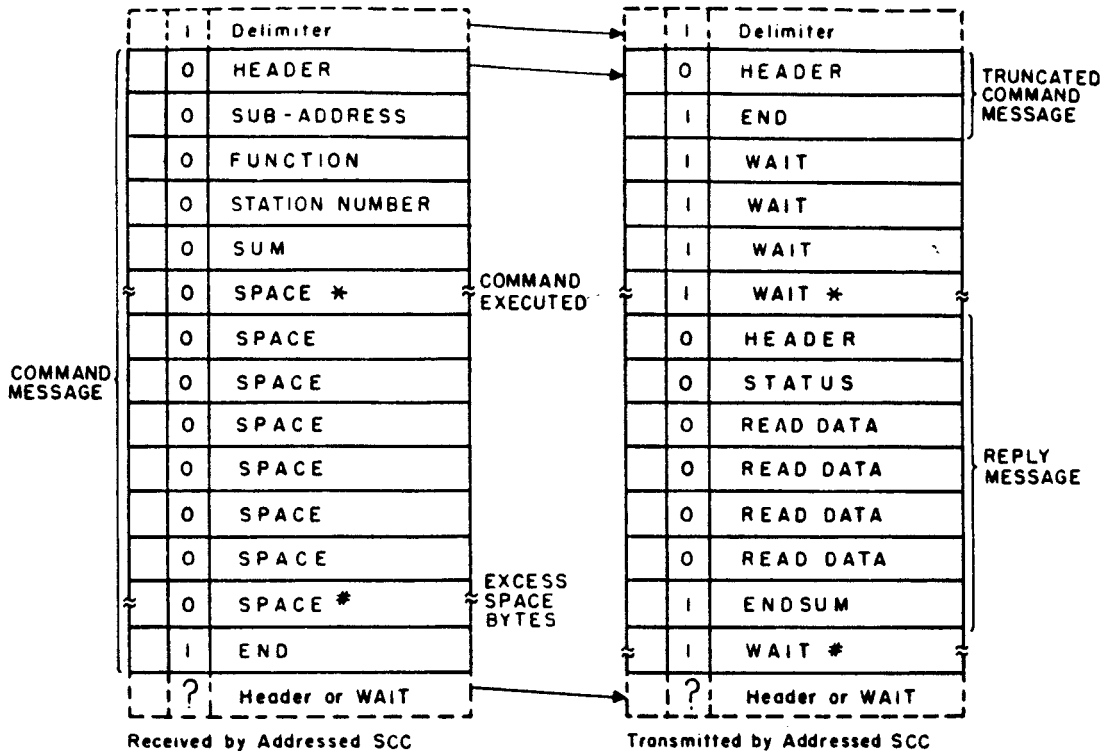 1 Delimiter
0 HEADER
0 SUB-ADDRESS
0 FUNCTION
0 STATION NUMBER
0 SUM
0 SPACE *
0 SPACE
0 SPACE
0 SPACE
0 SPACE
0 SPACE
0 SPACE
0 SPACE #
1 END
? Header or WAIT
COMMAND
MESSAGE
COMMAND
EXECUTED
EXCESS
SPACE
BYTES
Received by Addressed SCC
1 Delimiter
0 HEADER
1 END
1 WAIT
1 WAIT
1 WAIT
1 WAIT *
0 HEADER
0 STATUS
0 READ DATA
0 READ DATA
0 READ DATA
0 READ DATA
1 ENDSUM
1 WAIT #
? Header or WAIT
TRUNCATED
COMMAND
MESSAGE
REPLY
MESSAGE
Transmitted by Addressed SCC